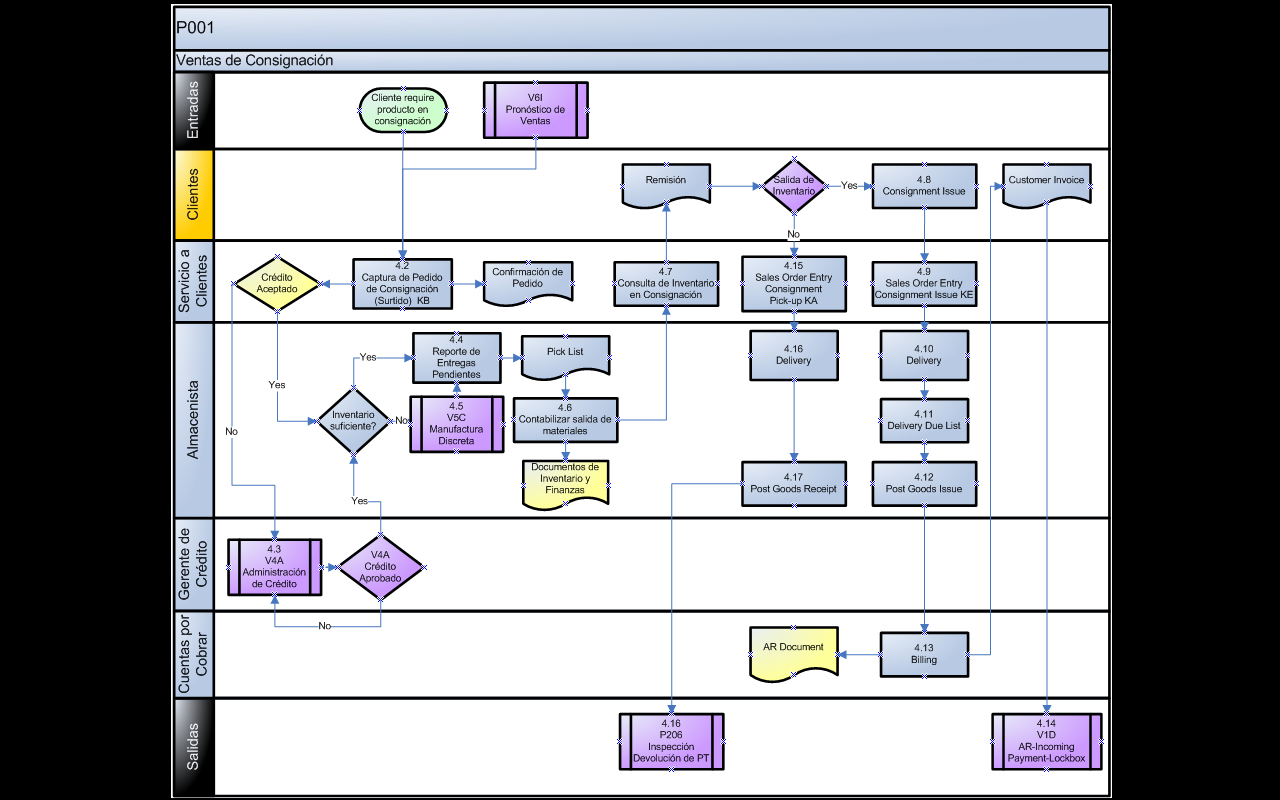 P001
Ventas de Consignación
Entradas
Cliente require
producto en
consignación
V6I
Pronóstico de
Ventas
Clientes
Remisión
Salida de
Inventario
Yes
No
4.8
Consignment Issue
Customer Invoice
Servicio a
Clientes
Crédito
Aceptado
4.2
Captura de Pedido
de Consignación
(Surtido)  KB
Confirmación de
Pedido
4.7
Consulta de Inventario
en Consignación
4.15
Sales Order Entry
Consignment
Pick-up KA
4.9
Sales Order Entry
Consignment Issue KE
Almacenista
Yes
No
Inventario
suficiente?
Yes
No
Yes
4.4
Reporte de
Entregas
Pendientes
4.5
V5C
Manufactura
Discreta
Pick List
4.6
Contabilizar salida de
materiales
Documentos de
Inventario y
Finanzas
4.16
Delivery
4.17
Post Goods Receipt
4.10
Delivery
4.11
Delivery Due List
4.12
Post Goods Issue
Gerente de
Crédito
4.3
V4A
Administración
de Crédito
V4A
Crédito
Aprobado
No
Cuentas por
Cobrar
AR Document
4.13
Billing
Salidas
4.16
P206
Inspección
Devolución de PT
4.14
V1D
AR-Incoming
Payment-Lockbox